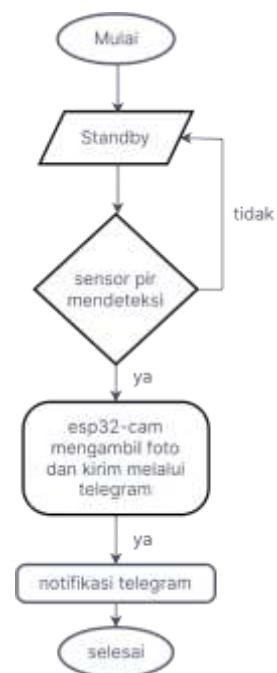 Mulai
Standby
tidak
sensor pir
mendeteksi
ya
esp32-cam
mengambil foto
dan kirim melalui
telegram
ya
notifikasi telegram
selesai